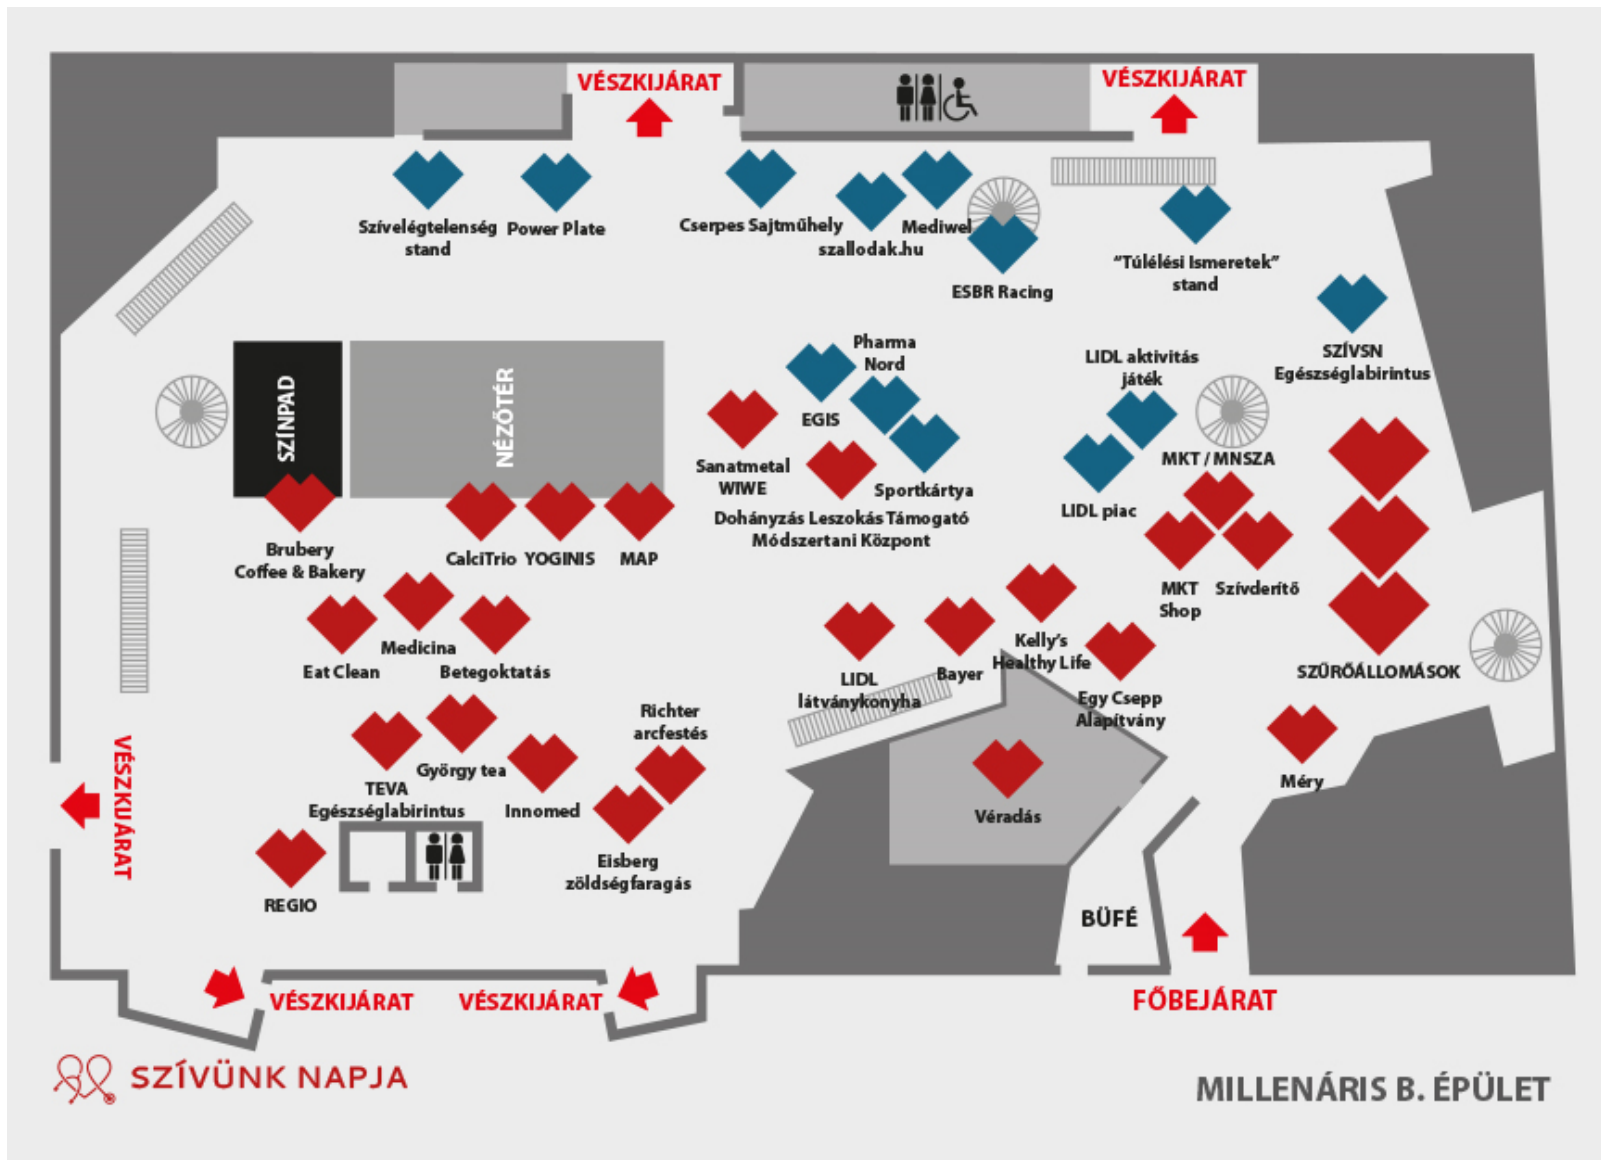 VÉSZKIJÁRAT
VÉSZKIJÁRAT
Szívelégtelenség
stand
Power Plate
Cserpes Sajtműhely
szallodak.hu
Mediwel
ESBR Racing
“Túlélési Ismeretek”
stand
SZÍVSN
Egészséglabirintus
SZÍNPAD
NÉZŐTÉR
Pharma
Nord
EGIS
Sportkártya
LIDL aktivitás
játék
LIDL piac
MKT / MNSZA
Sanatmetal
WIWE
Dohányzás Leszokás Támogató
Módszertani Központ
Brubery
Coffee & Bakery
CalciTrio
YOGINIS
MAP
MKT
Shop
Szívderítő
Eat Clean
Medicina
Betegoktatás
LIDL
látványkonyha
Bayer
Kelly’s
Healthy Life
Egy Csepp
Alapítvány
SZŰRŐÁLLOMÁSOK
Richter
arcfestés
TEVA
Egészséglabirintus
György tea
Innomed
Eisberg
zöldségfaragás
Véradás
Méry
VÉSZKIJÁRAT
REGIO
BÜFÉ
VÉSZKIJÁRAT
VÉSZKIJÁRAT
FŐBEJÁRAT
SZÍVÜNK NAPJA
MILLENÁRIS B. ÉPÜLET